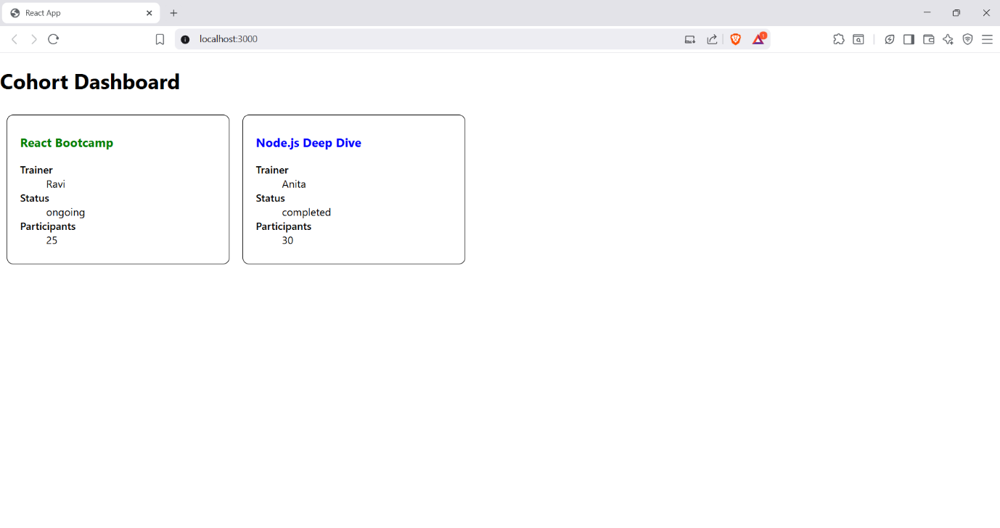 React App
localhost:3000
1
Cohort Dashboard
React Bootcamp
Trainer
Ravi
Status
ongoing
Participants
25
Node.js Deep Dive
Trainer
Anita
Status
completed
Participants
30